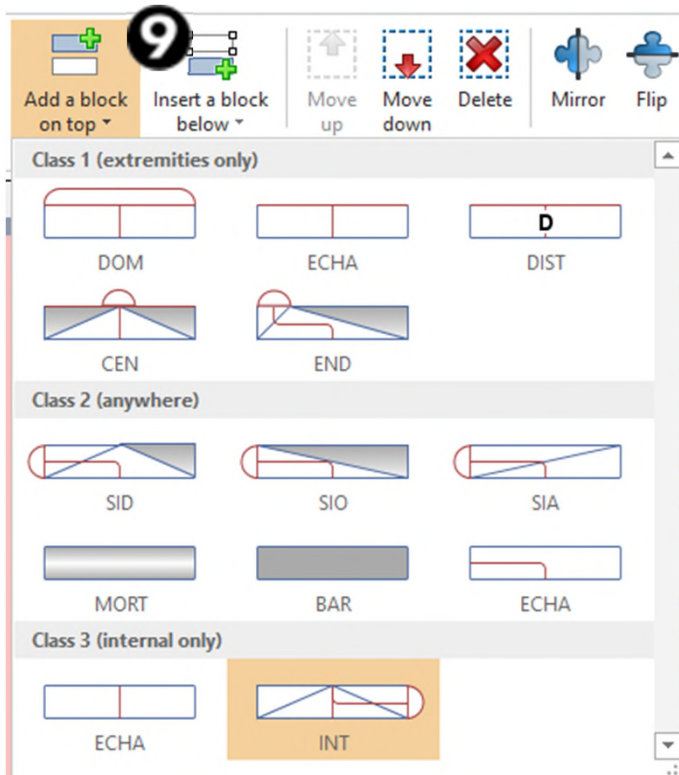 9
Add a block Insert a block Move Move Delete Mirror Flip
on top below up down
Class 1 (extremities only)
DOM ECHA DIST
D
CEN END
Class 2 (anywhere)
SID SIO SIA
MORT BAR ECHA
Class 3 (internal only)
ECHA INT